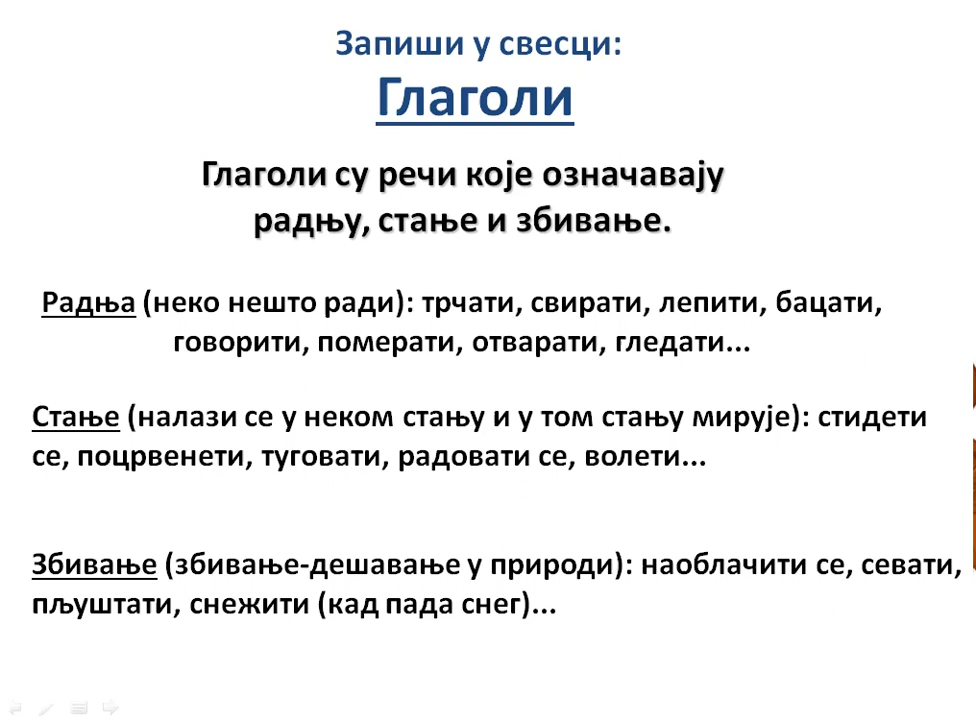 Запиши у свесци:
Глаголи
Глаголи су речи које означавају
радњу, стање и збивање.
Радња (неко нешто ради): трчати, свирати, лепити, бацати,
говорити, померати, отварати, гледати...
Стање (налази се у неком стању и у том стању мирује): стидети
се, поцрвенети, туговати, радовати се, волети...
Збивање (збивање-дешавање у природи): наоблачити се, севати,
пљуштати, снежити (кад пада снег)...